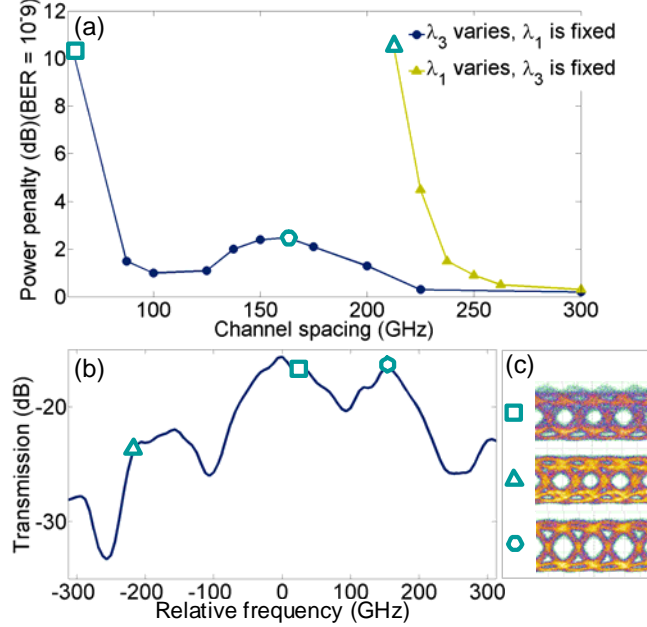 (a)
λ3 varies, λ1 is fixed
λ1 varies, λ3 is fixed
Power penalty (dB)(BER = 10^-9)
12
10
8
6
4
2
0
100 150 200 250 300
Channel spacing (GHz)
(b)
Transmission (dB)
-20
-30
-300 -200 -100 0 100 200 300
Relative frequency (GHz)
(c)